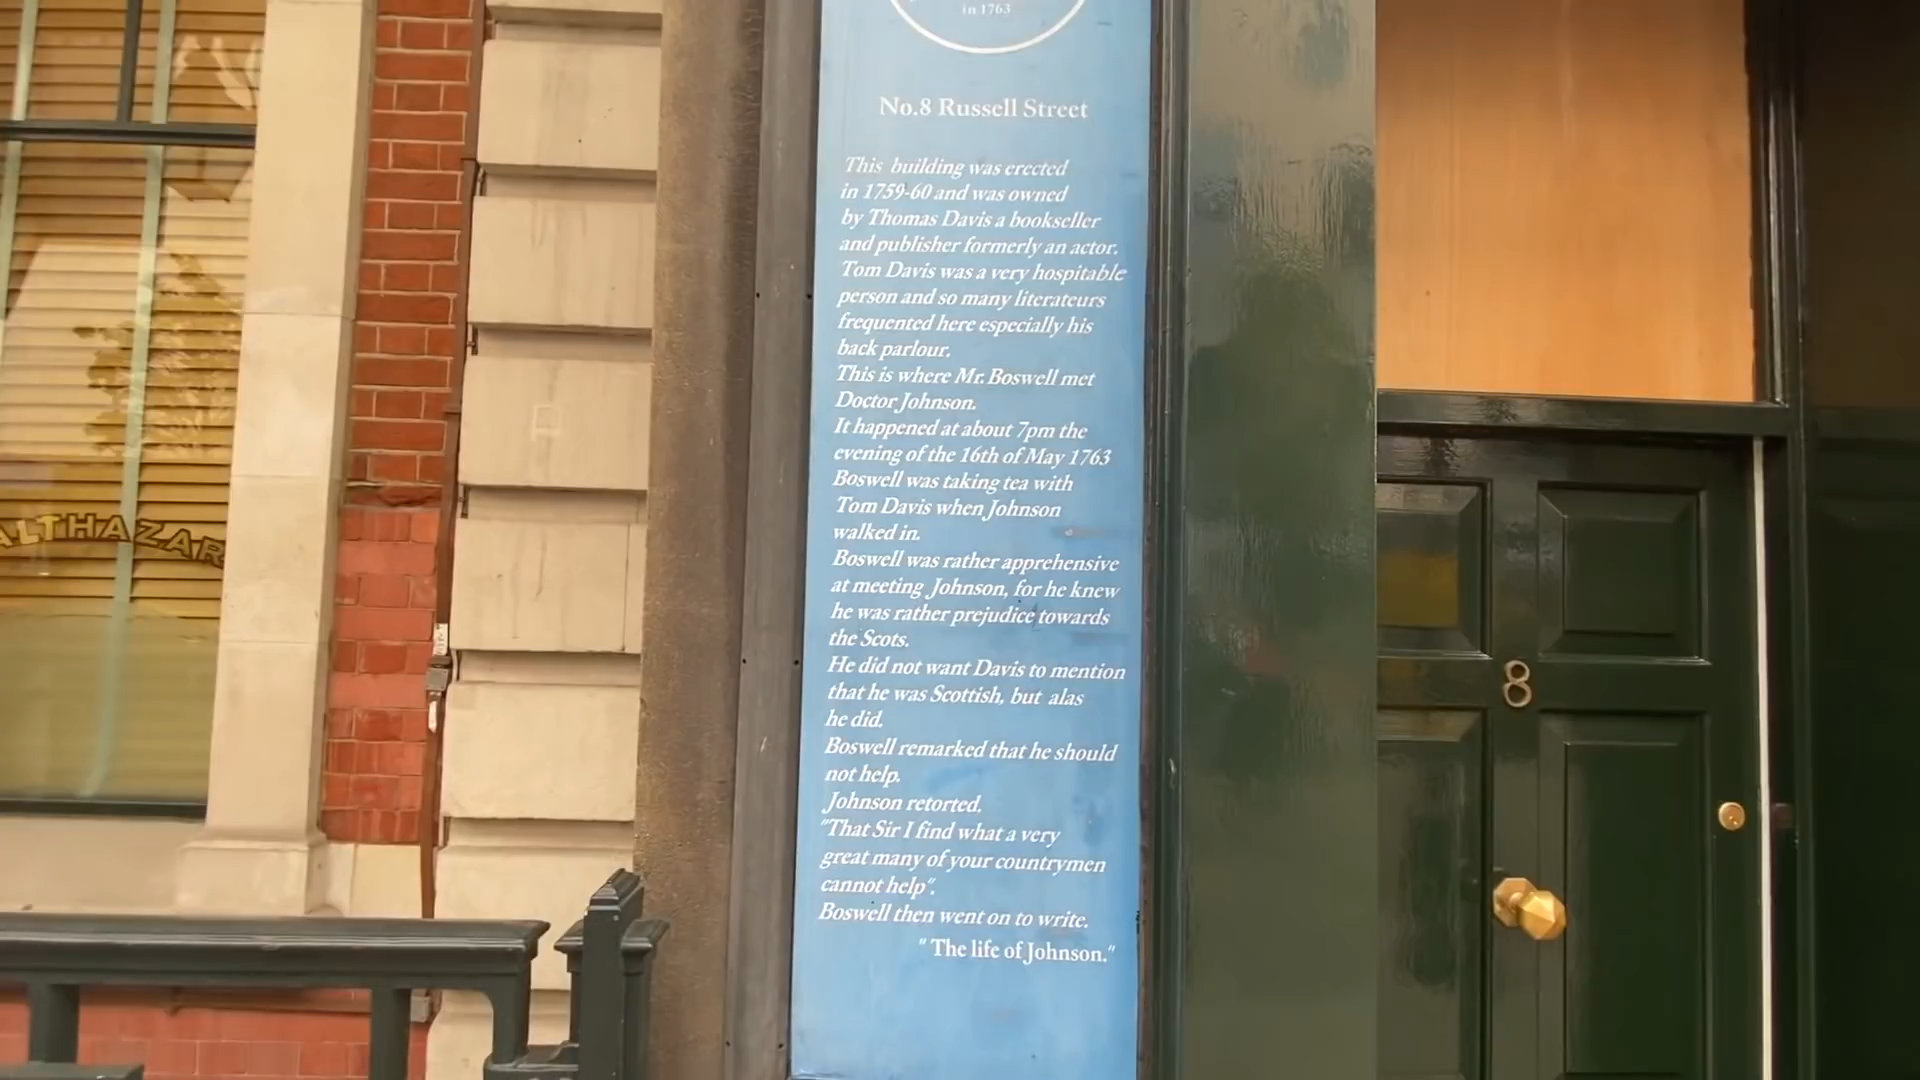 in 1763
No.8 Russell Street
This building was erected
in 1759-60 and was owned
by Thomas Davis a bookseller
and publisher formerly an actor.
Tom Davis was a very hospitable
person and so many literateurs
frequented here especially his
back parlour.
This is where Mr. Boswell met
Doctor Johnson.
It happened at about 7pm the
evening of the 16th of May 1763
Boswell was taking tea with
Tom Davis when Johnson
walked in.
Boswell was rather apprehensive
at meeting Johnson, for he knew
he was rather prejudice towards
the Scots.
He did not want Davis to mention
that he was Scottish, but alas
he did.
Boswell remarked that he should
not help.
Johnson retorted.
"That Sir I find what a very
great many of your countrymen
cannot help".
Boswell then went on to write.
" The life of Johnson."
ALTHAZAR
8